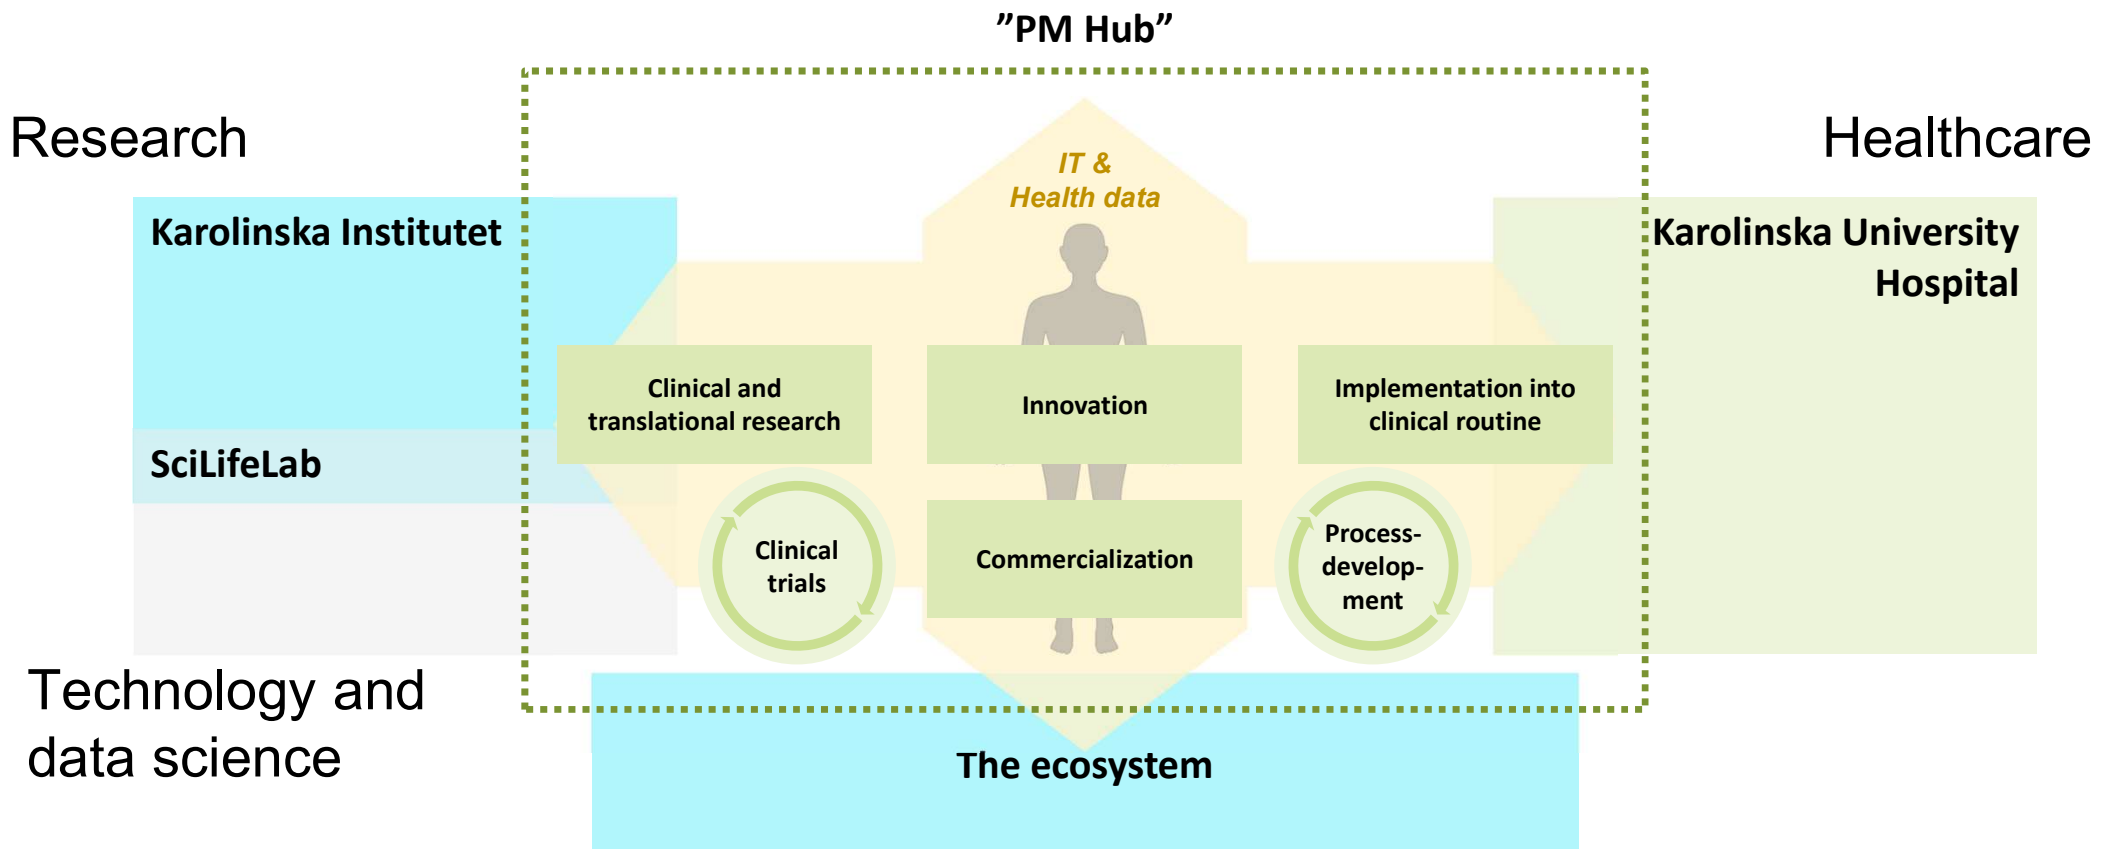 ”PM Hub”
Research
Healthcare
IT &
Health data
Karolinska Institutet
Karolinska University
Hospital
Clinical and
translational research
Innovation
Implementation into
clinical routine
SciLifeLab
Clinical
trials
Commercialization
Process-
develop-
ment
Technology and
data science
The ecosystem